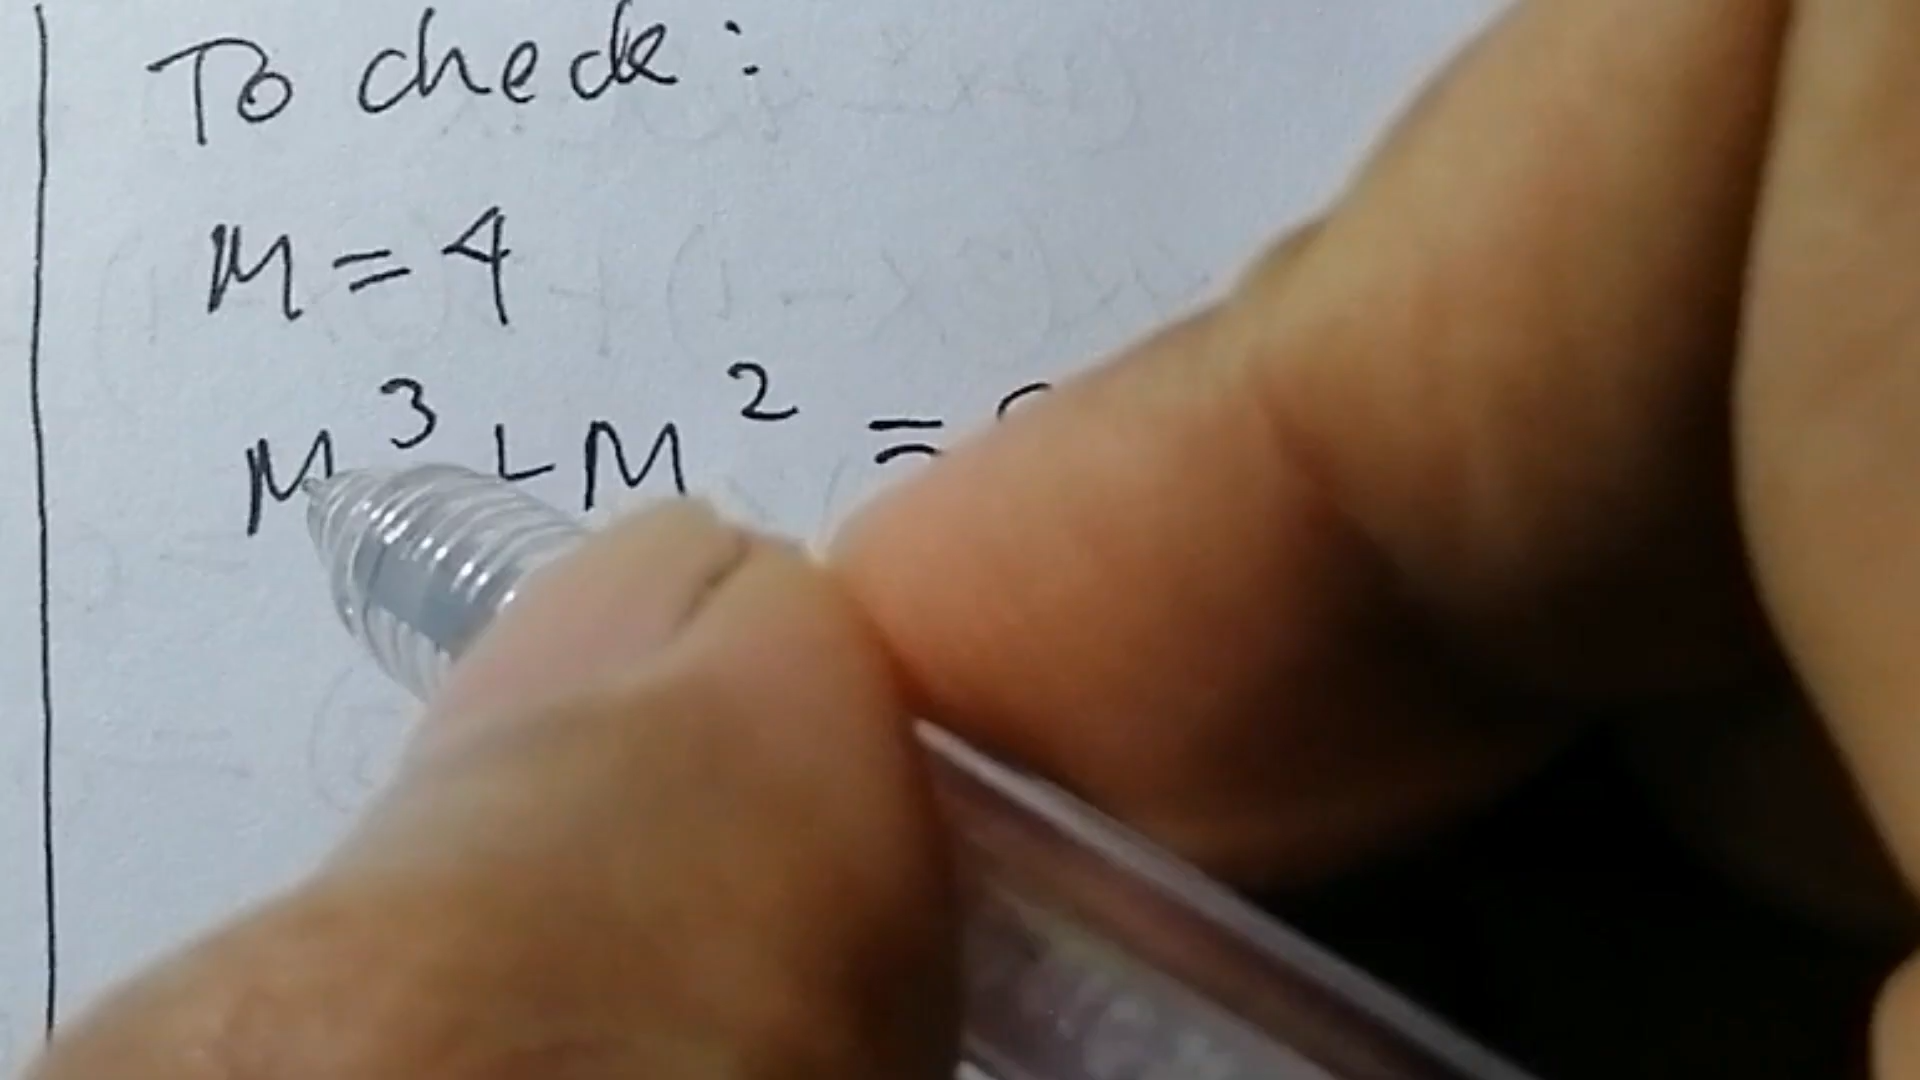 To check:
M = 4
M³ + M² =